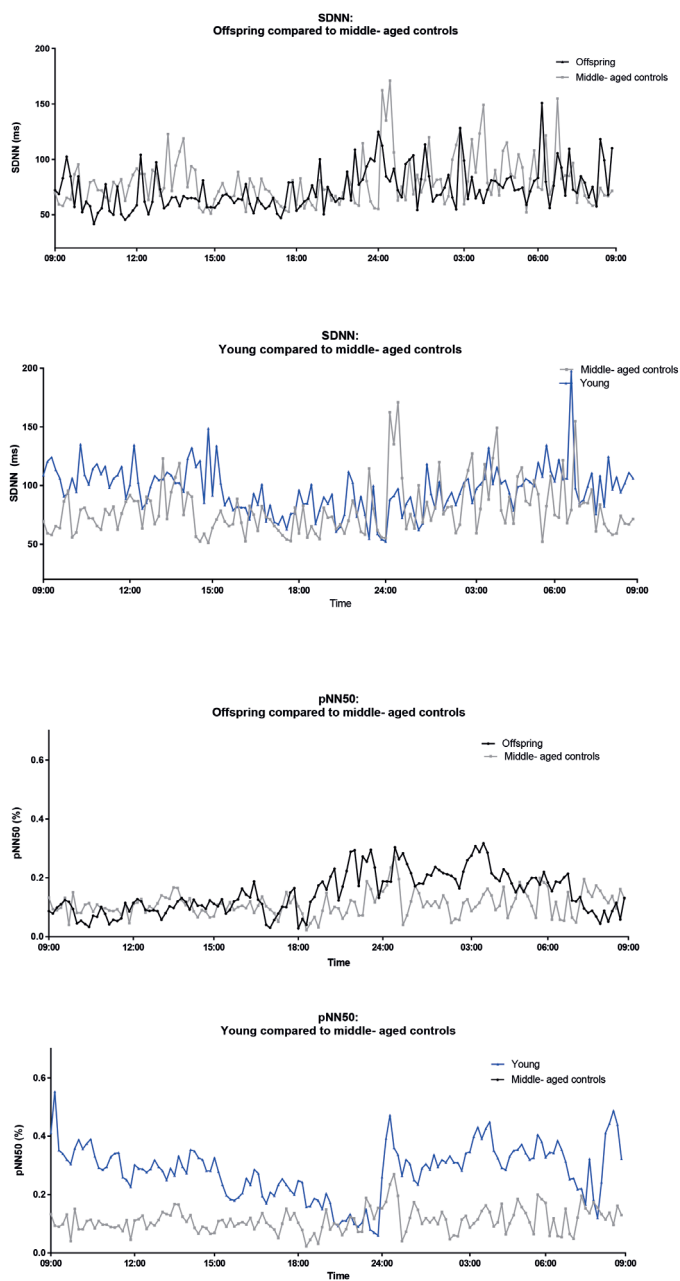 SDNN:
Offspring compared to middle- aged controls
200
150
100
50
SDNN (ms)
Offspring
Middle- aged controls
09:00 12:00 15:00 18:00 24:00 03:00 06:00 09:00
SDNN:
Young compared to middle- aged controls
200
150
100
50
SDNN (ms)
Middle- aged controls
Young
09:00 12:00 15:00 18:00 24:00 03:00 06:00 09:00
Time
pNN50:
Offspring compared to middle- aged controls
0.6
0.4
0.2
0.0
pNN50 (%)
Offspring
Middle- aged controls
09:00 12:00 15:00 18:00 24:00 03:00 06:00 09:00
Time
pNN50:
Young compared to middle- aged controls
0.6
0.4
0.2
0.0
pNN50 (%)
Young
Middle- aged controls
09:00 12:00 15:00 18:00 24:00 03:00 06:00 09:00
Time